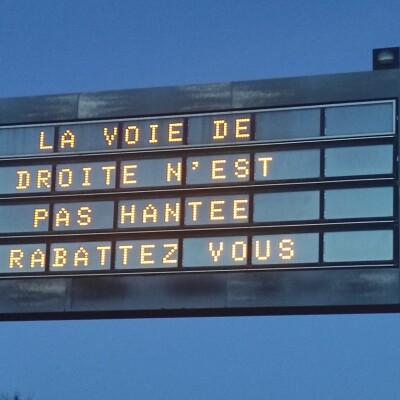 LA VOIE DE
DROITE N'EST
PAS HANTEE
RABATTEZ VOUS